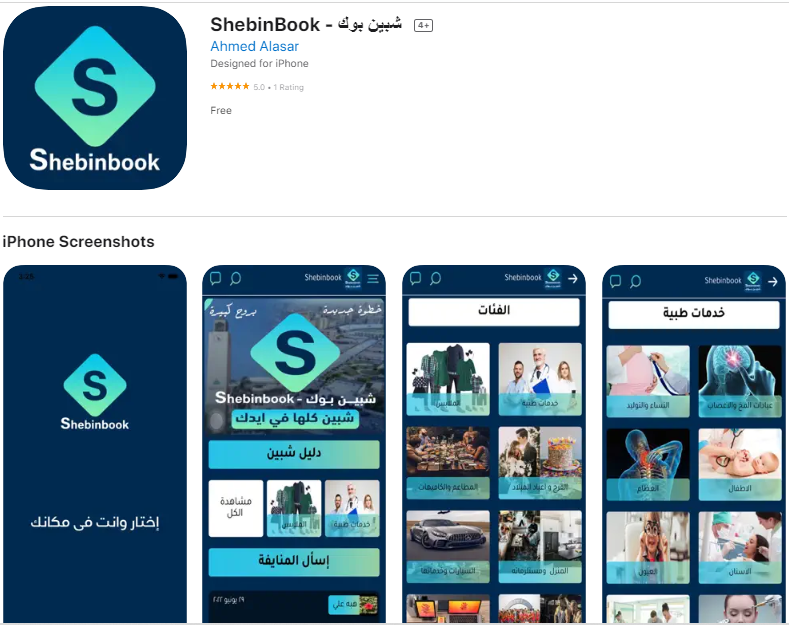 ShebinBook - شبين بوك 4+
Ahmed Alasar
Designed for iPhone
★★★★★ 5.0 • 1 Rating
Free
Shebinbook
iPhone Screenshots
Shebinbook
إختار وانت فى مكانك
Shebinbook
خطوة جديدة
بروح كبيرة
شبين بوك - Shebinbook
شبين كلها في ايدك
دليل شبين
خدمات طبية
الملابس
مشاهدة
الكل
إسأل المنايفة
هبه علي
٢٩ يونيو ٢٠٢٢
Shebinbook
الفئات
خدمات طبية
الملابس
الفرح و اعياد الميلاد
المطاعم والكافيهات
المنزل ومستلزماته
السيارات وخدماتها
Shebinbook
خدمات طبية
عيادات المخ والاعصاب
النساء والتوليد
الاطفال
العظام
الاسنان
العيون